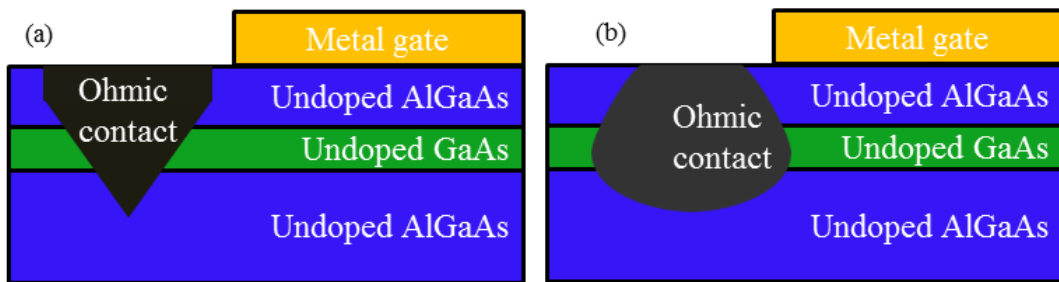 (a)
Metal gate
Ohmic
contact
Undoped AlGaAs
Undoped GaAs
Undoped AlGaAs
(b)
Metal gate
Ohmic
contact
Undoped AlGaAs
Undoped GaAs
Undoped AlGaAs